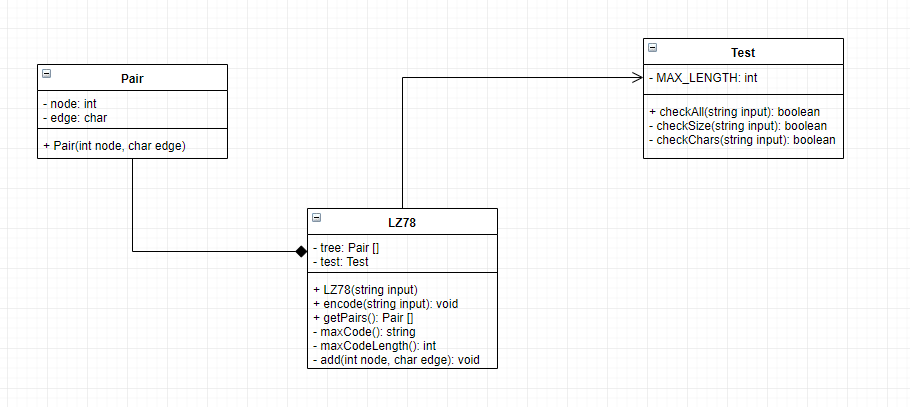 Pair
- node: int
- edge: char
+ Pair(int node, char edge)
Test
- MAX_LENGTH: int
+ checkAll(string input): boolean
- checkSize(string input): boolean
- checkChars(string input): boolean
LZ78
- tree: Pair []
- test: Test
+ LZ78(string input)
+ encode(string input): void
+ getPairs(): Pair []
- maxCode(): string
- maxCodeLength(): int
- add(int node, char edge): void